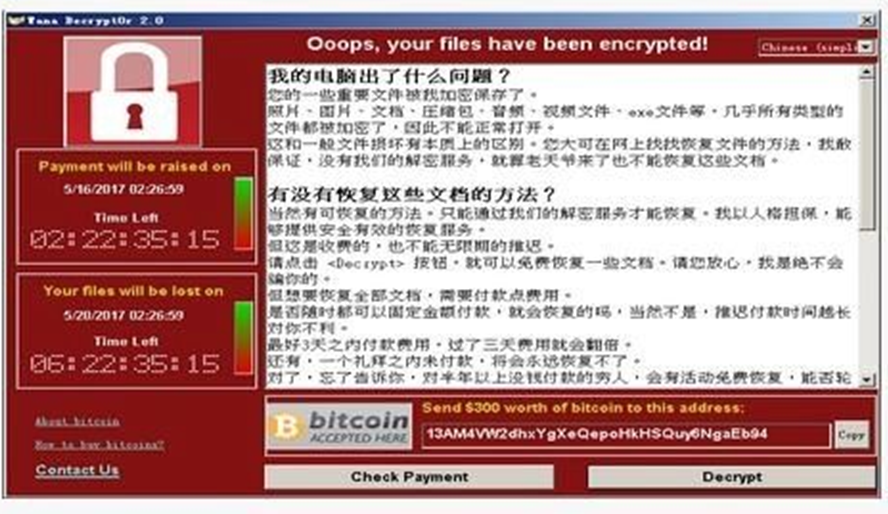 Wana Decrypt0r 2.0
Ooops, your files have been encrypted!
Chinese (simpl
我的电脑出了什么问题？
您的一些重要文件被我加密保存了。
照片、图片、文档、压缩包、音频、视频文件、exe文件等，几乎所有类型的
文件都被加密了，因此不能正常打开。
这和一般文件损坏有本质上的区别。您大可在网上找找恢复文件的方法，我敢
保证，没有我们的解密服务，就算老天爷来了也不能恢复这些文档。
有没有恢复这些文档的方法？
当然有可恢复的方法。只能通过我们的解密服务才能恢复。我以人格担保，能
够提供安全有效的恢复服务。
但这是收费的，也不能无限期的推迟。
请点击 <Decrypt> 按钮，就可以免费恢复一些文档。请您放心，我是绝不会
骗你的。
但想要恢复全部文档，需要付款点费用。
是否随时都可以固定金额付款，就会恢复的吗，当然不是，推迟付款时间越长
对你不利。
最好3天之内付款费用，过了三天费用就会翻倍。
还有，一个礼拜之内未付款，将会永远恢复不了。
对了，忘了告诉你，对半年以上没钱付款的穷人，会有活动免费恢复，能否轮
Payment will be raised on
5/16/2017 02:26:59
Time Left
02:22:35:15
Your files will be lost on
5/20/2017 02:26:59
Time Left
06:22:35:15
About bitcoin
How to buy bitcoins?
Contact Us
bitcoin
ACCEPTED HERE
Send $300 worth of bitcoin to this address:
13AM4VW2dhxYgXeQepoHkHSQuy6NgaEb94
Copy
Check Payment
Decrypt